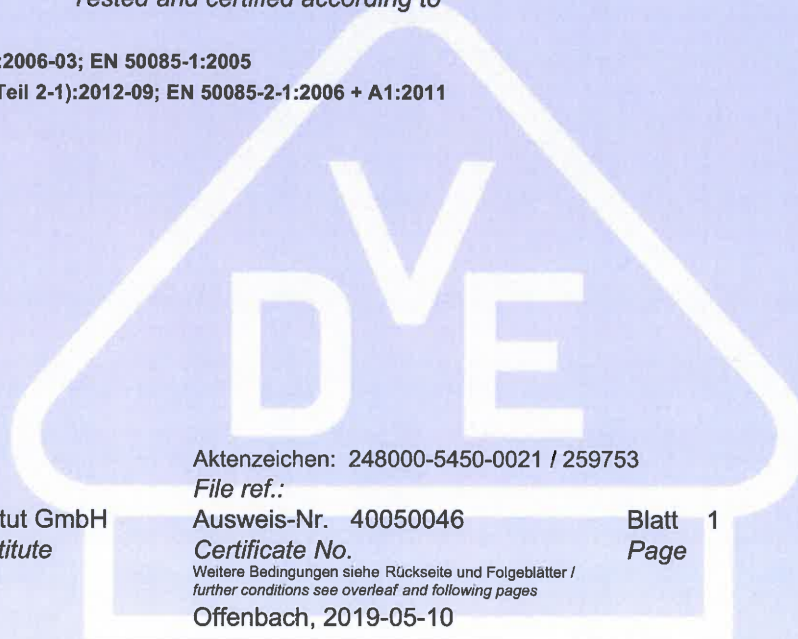 Tested and certified according to
:2006-03; EN 50085-1:2005
Teil 2-1):2012-09; EN 50085-2-1:2006 + A1:2011
V
D E
Aktenzeichen: 248000-5450-0021 / 259753
File ref.:
tut GmbH Ausweis-Nr. 40050046 Blatt 1
titute Certificate No. Page
Weitere Bedingungen siehe Rückseite und Folgeblätter /
further conditions see overleaf and following pages
Offenbach, 2019-05-10